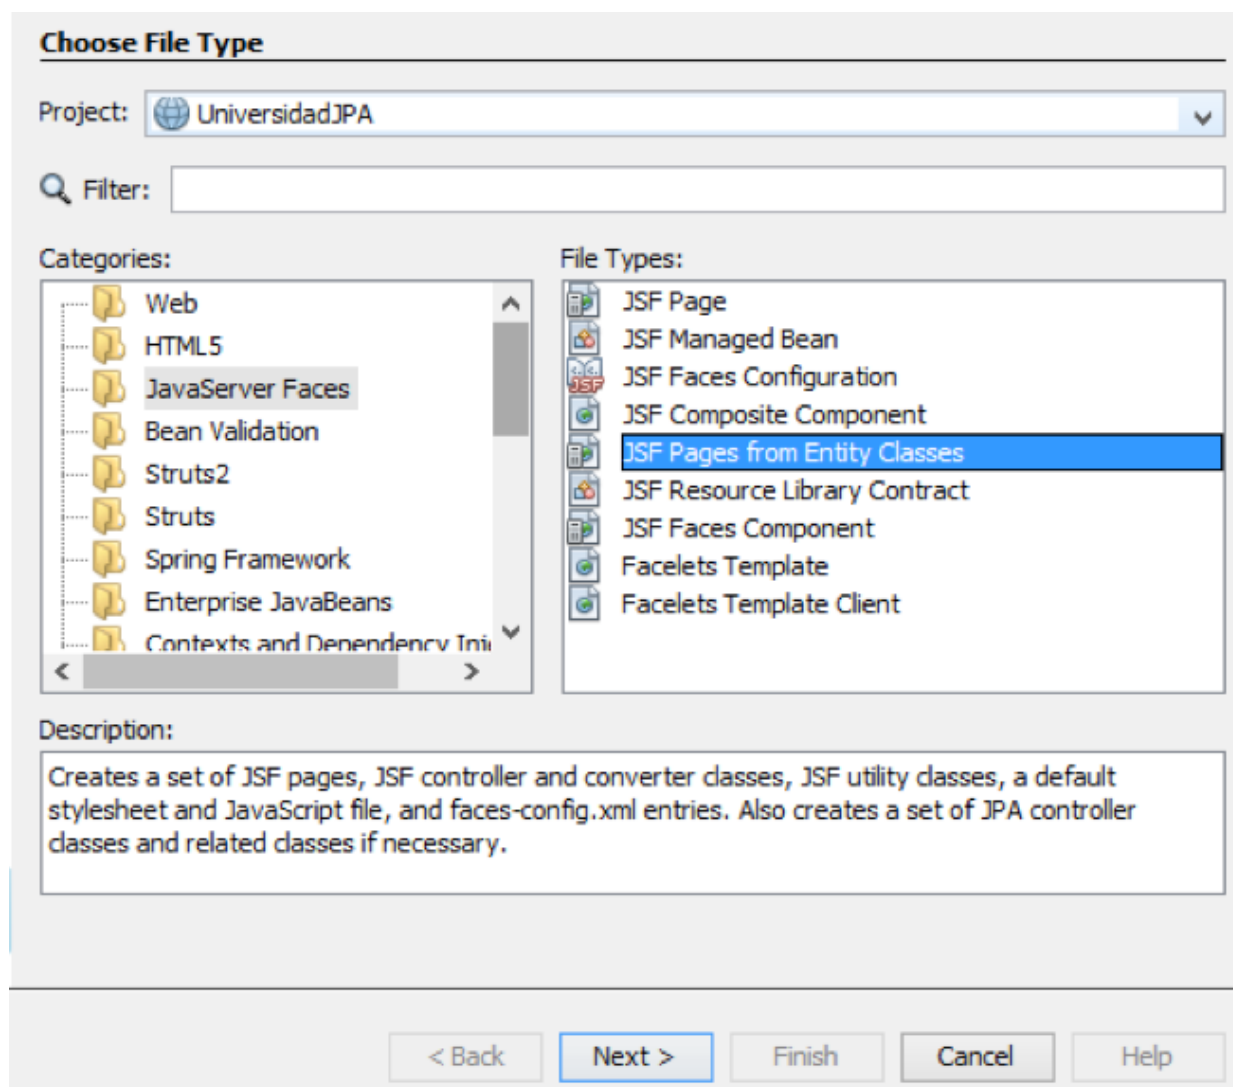 Choose File Type
Project: UniversidadJPA
Filter:
Categories:
Web
HTML5
JavaServer Faces
Bean Validation
Struts2
Struts
Spring Framework
Enterprise JavaBeans
Contexts and Dependency Inj
File Types:
JSF Page
JSF Managed Bean
JSF Faces Configuration
JSF Composite Component
JSF Pages from Entity Classes
JSF Resource Library Contract
JSF Faces Component
Facelets Template
Facelets Template Client
Description:
Creates a set of JSF pages, JSF controller and converter classes, JSF utility classes, a default
stylesheet and JavaScript file, and faces-config.xml entries. Also creates a set of JPA controller
classes and related classes if necessary.
< Back Next > Finish Cancel Help